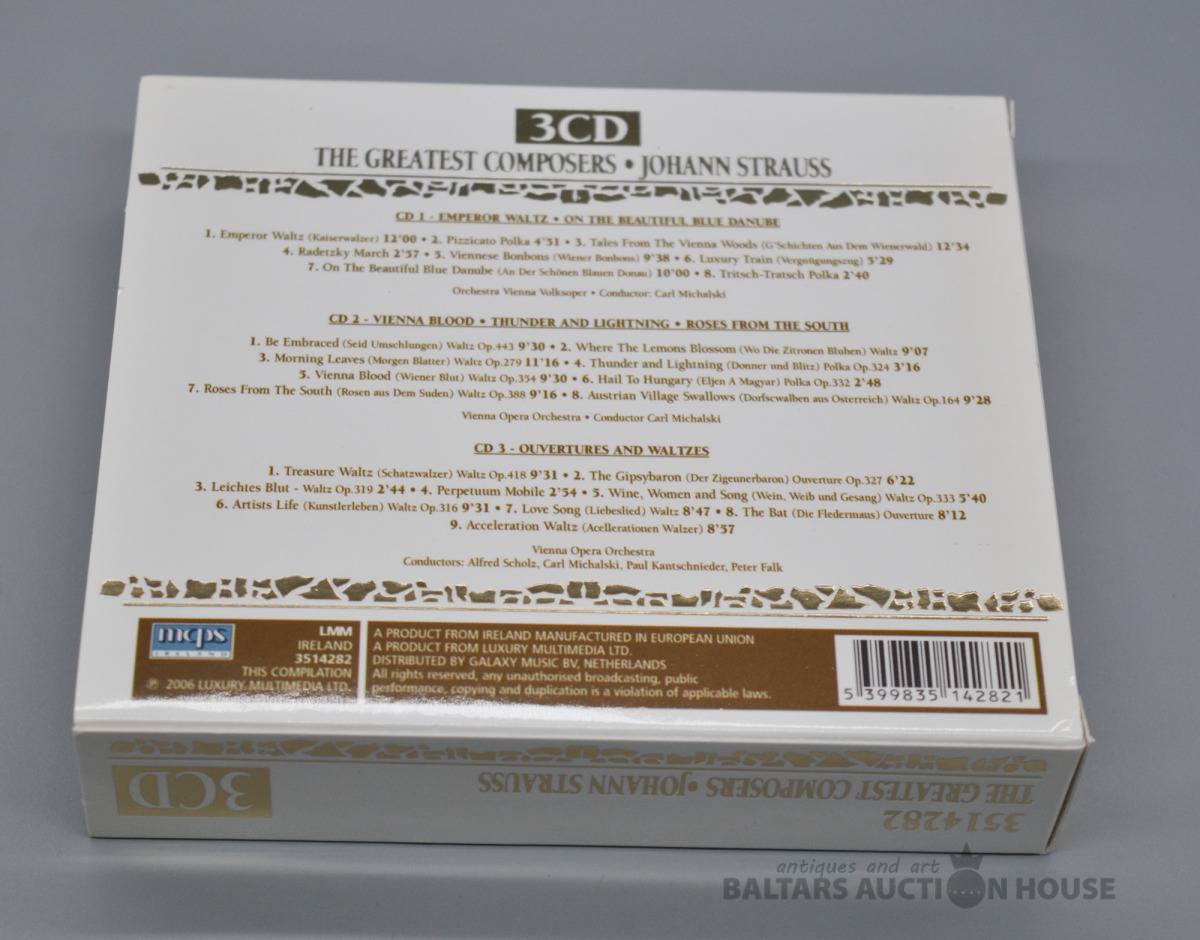 3CD
THE GREATEST COMPOSERS • JOHANN STRAUSS
CD 1 - EMPEROR WALTZ • ON THE BEAUTIFUL BLUE DANUBE
1. Emperor Waltz (Kaiserwalzer) 12'00 • 2. Pizzicato Polka 4'51 • 3. Tales From The Vienna Woods (G'Schichten Aus Dem Wienerwald) 12'34
4. Radetzky March 2'57 • 5. Viennese Bonbons (Wiener Bonbons) 9'38 • 6. Luxury Train (Vergnügungszug) 5'29
7. On The Beautiful Blue Danube (An Der Schönen Blauen Donau) 10'00 • 8. Tritsch-Tratsch Polka 2'40
Orchestra Vienna Volksoper • Conductor: Carl Michalski
CD 2 - VIENNA BLOOD • THUNDER AND LIGHTNING • ROSES FROM THE SOUTH
1. Be Embraced (Seid Umschlungen) Waltz Op.443 9'30 • 2. Where The Lemons Blossom (Wo Die Zitronen Bluhen) Waltz 9'07
3. Morning Leaves (Morgen Blatter) Waltz Op.279 11'16 • 4. Thunder and Lightning (Donner und Blitz) Polka Op.324 3'16
5. Vienna Blood (Wiener Blut) Waltz Op.354 9'30 • 6. Hail To Hungary (Eljen A Magyar) Polka Op.332 2'48
7. Roses From The South (Rosen aus Dem Suden) Waltz Op.388 9'16 • 8. Austrian Village Swallows (Dorfscwalben aus Osterreich) Waltz Op.164 9'28
Vienna Opera Orchestra • Conductor Carl Michalski
CD 3 - OUVERTURES AND WALTZES
1. Treasure Waltz (Schatzwalzer) Waltz Op.418 9'31 • 2. The Gipsybaron (Der Zigeunerbaron) Ouverture Op.327 6'22
3. Leichtes Blut - Waltz Op.319 2'44 • 4. Perpetuum Mobile 2'54 • 5. Wine, Women and Song (Wein, Weib und Gesang) Waltz Op.333 5'40
6. Artists Life (Kunstlerleben) Waltz Op.316 9'31 • 7. Love Song (Liebeslied) Waltz 8'47 • 8. The Bat (Die Fledermaus) Ouverture 8'12
9. Acceleration Waltz (Acellerationen Walzer) 8'57
Vienna Opera Orchestra
Conductors: Alfred Scholz, Carl Michalski, Paul Kantschnieder, Peter Falk
mcps
IRELAND
LMM
IRELAND
3514282
THIS COMPILATION
℗ 2006 LUXURY MULTIMEDIA LTD.
A PRODUCT FROM IRELAND MANUFACTURED IN EUROPEAN UNION
A PRODUCT FROM LUXURY MULTIMEDIA LTD.
DISTRIBUTED BY GALAXY MUSIC BV, NETHERLANDS
All rights reserved, any unauthorised broadcasting, public
performance, copying and duplication is a violation of applicable laws.
5 399835 142821
3CD
THE GREATEST COMPOSERS • JOHANN STRAUSS
3514282
antiques and art
BALTARS AUCTION HOUSE